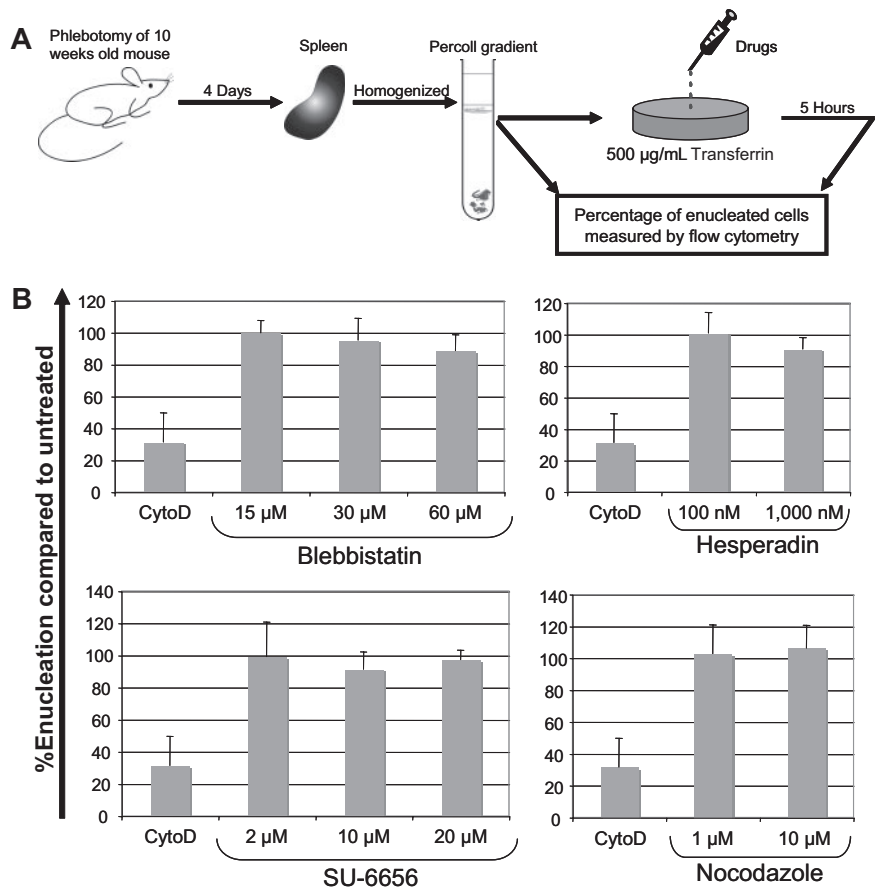 A
Phlebotomy of 10
weeks old mouse
4 Days
Spleen
Homogenized
Percoll gradient
Drugs
500 µg/mL Transferrin
5 Hours
Percentage of enucleated cells
measured by flow cytometry
B
%Enucleation compared to untreated
120
100
80
60
40
20
0
CytoD
15 µM
30 µM
60 µM
Blebbistatin
120
100
80
60
40
20
0
CytoD
100 nM
1,000 nM
Hesperadin
140
120
100
80
60
40
20
0
CytoD
2 µM
10 µM
20 µM
SU-6656
140
120
100
80
60
40
20
0
CytoD
1 µM
10 µM
Nocodazole